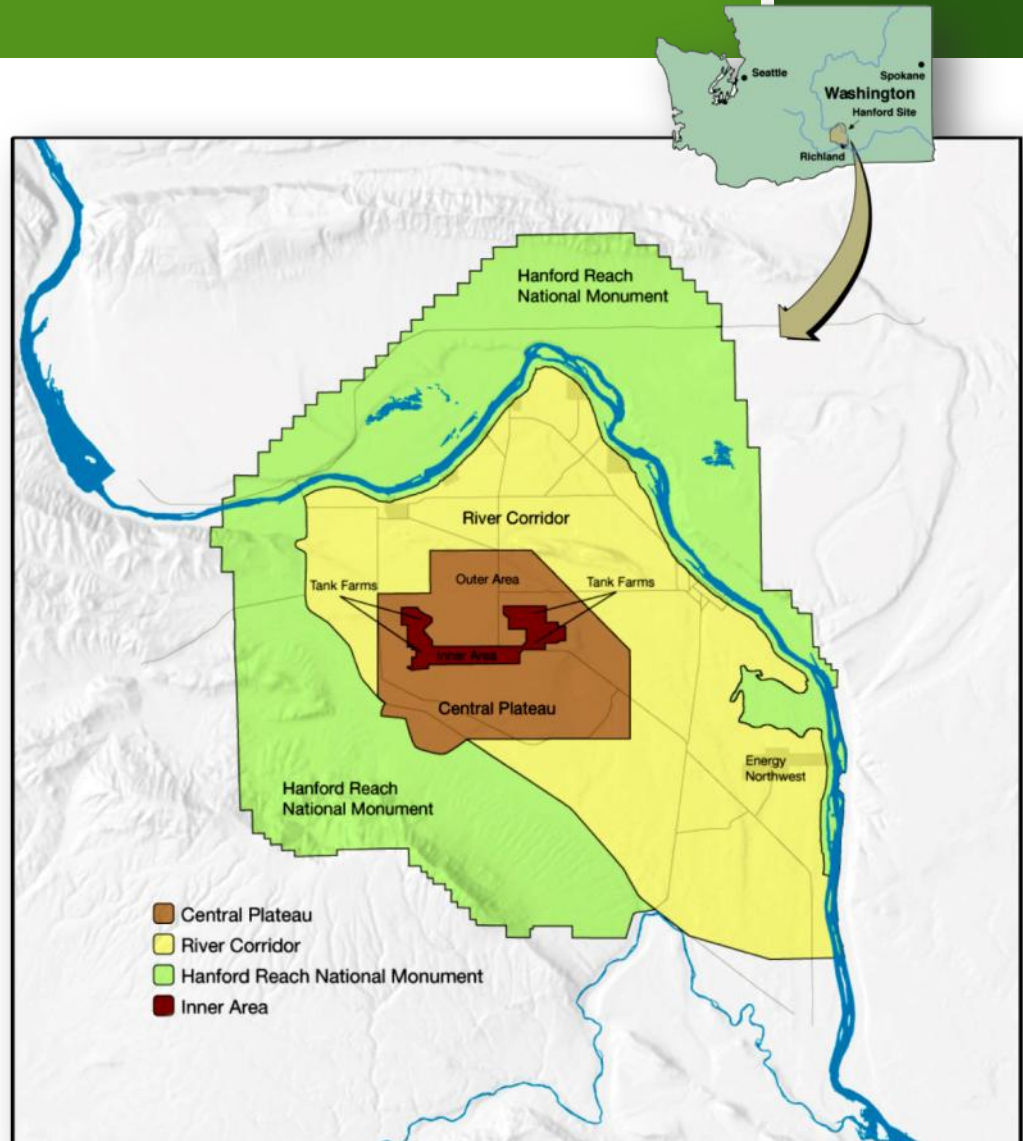 Seattle
Spokane
Washington
Hanford Site
Richland
Hanford Reach
National Monument
River Corridor
Tank Farms
Outer Area
Tank Farms
Inner Area
Central Plateau
Energy
Northwest
Hanford Reach
National Monument
Central Plateau
River Corridor
Hanford Reach National Monument
Inner Area